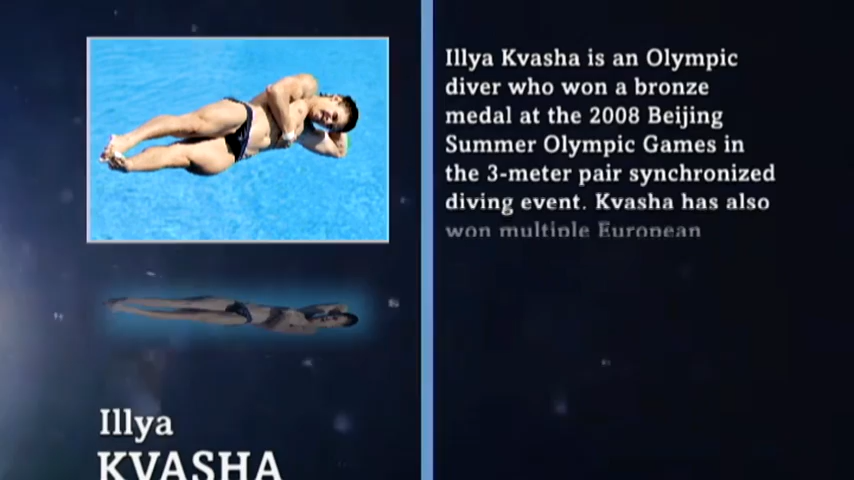 Illya Kvasha is an Olympic
diver who won a bronze
medal at the 2008 Beijing
Summer Olympic Games in
the 3-meter pair synchronized
diving event. Kvasha has also
won multiple European
Illya
KVASHA